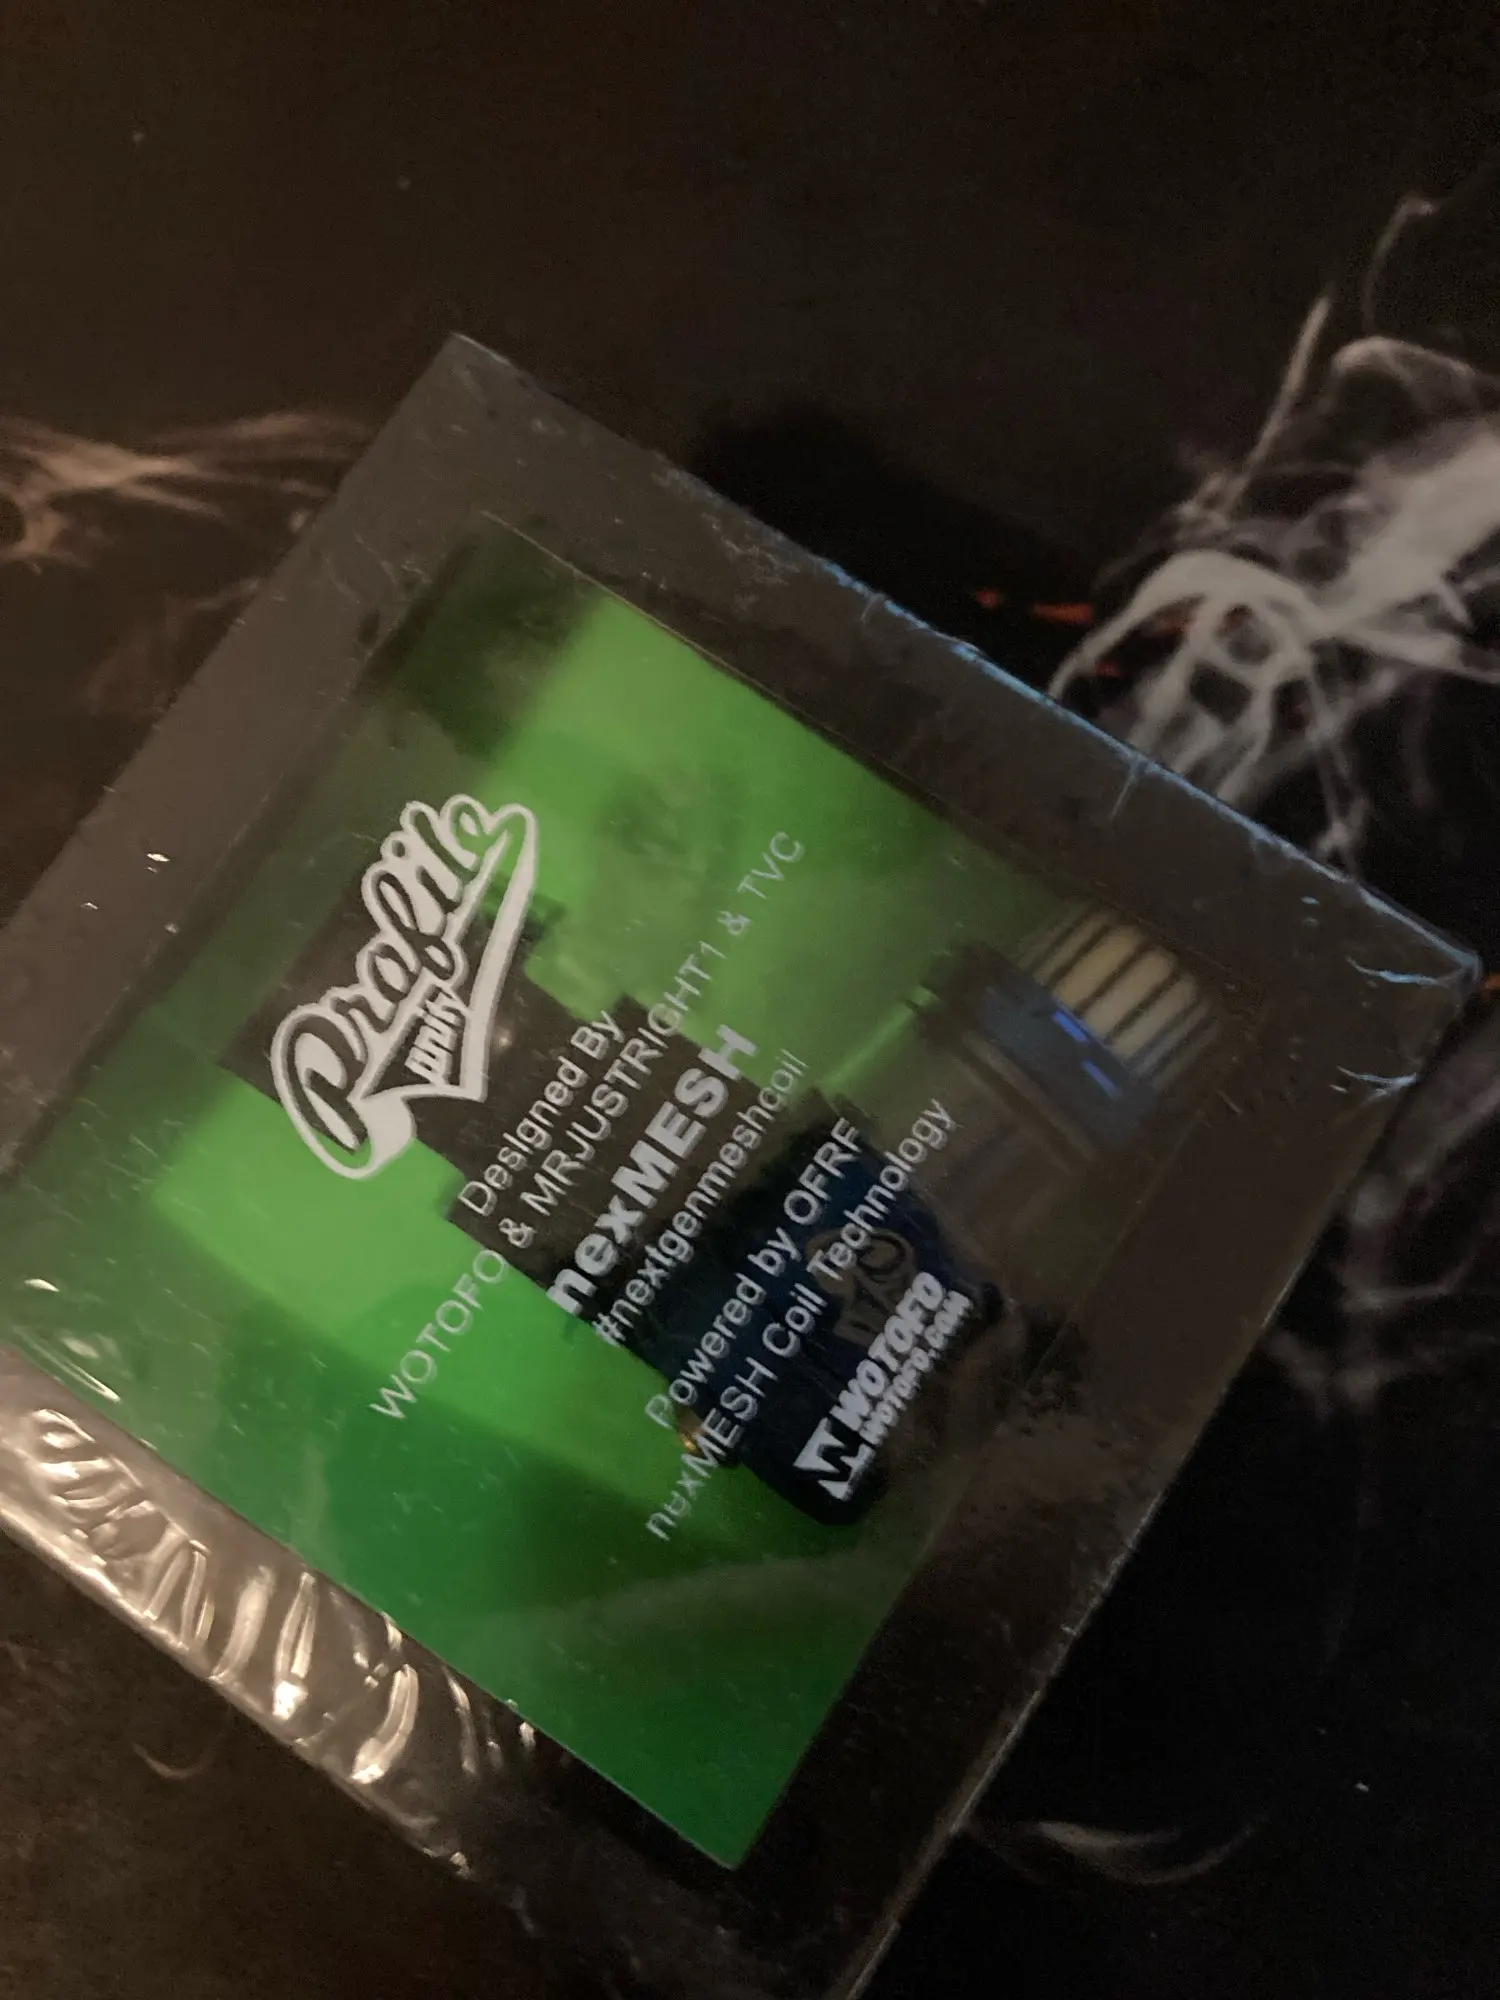 Profile
unity
Designed By
WOTOFO & MRJUSTRIGHT1 & TVC
nexMESH
#nextgenmeshcoil
Powered by OFRF
nexMESH Coil Technology
WOTOFO
WOTOFO.COM